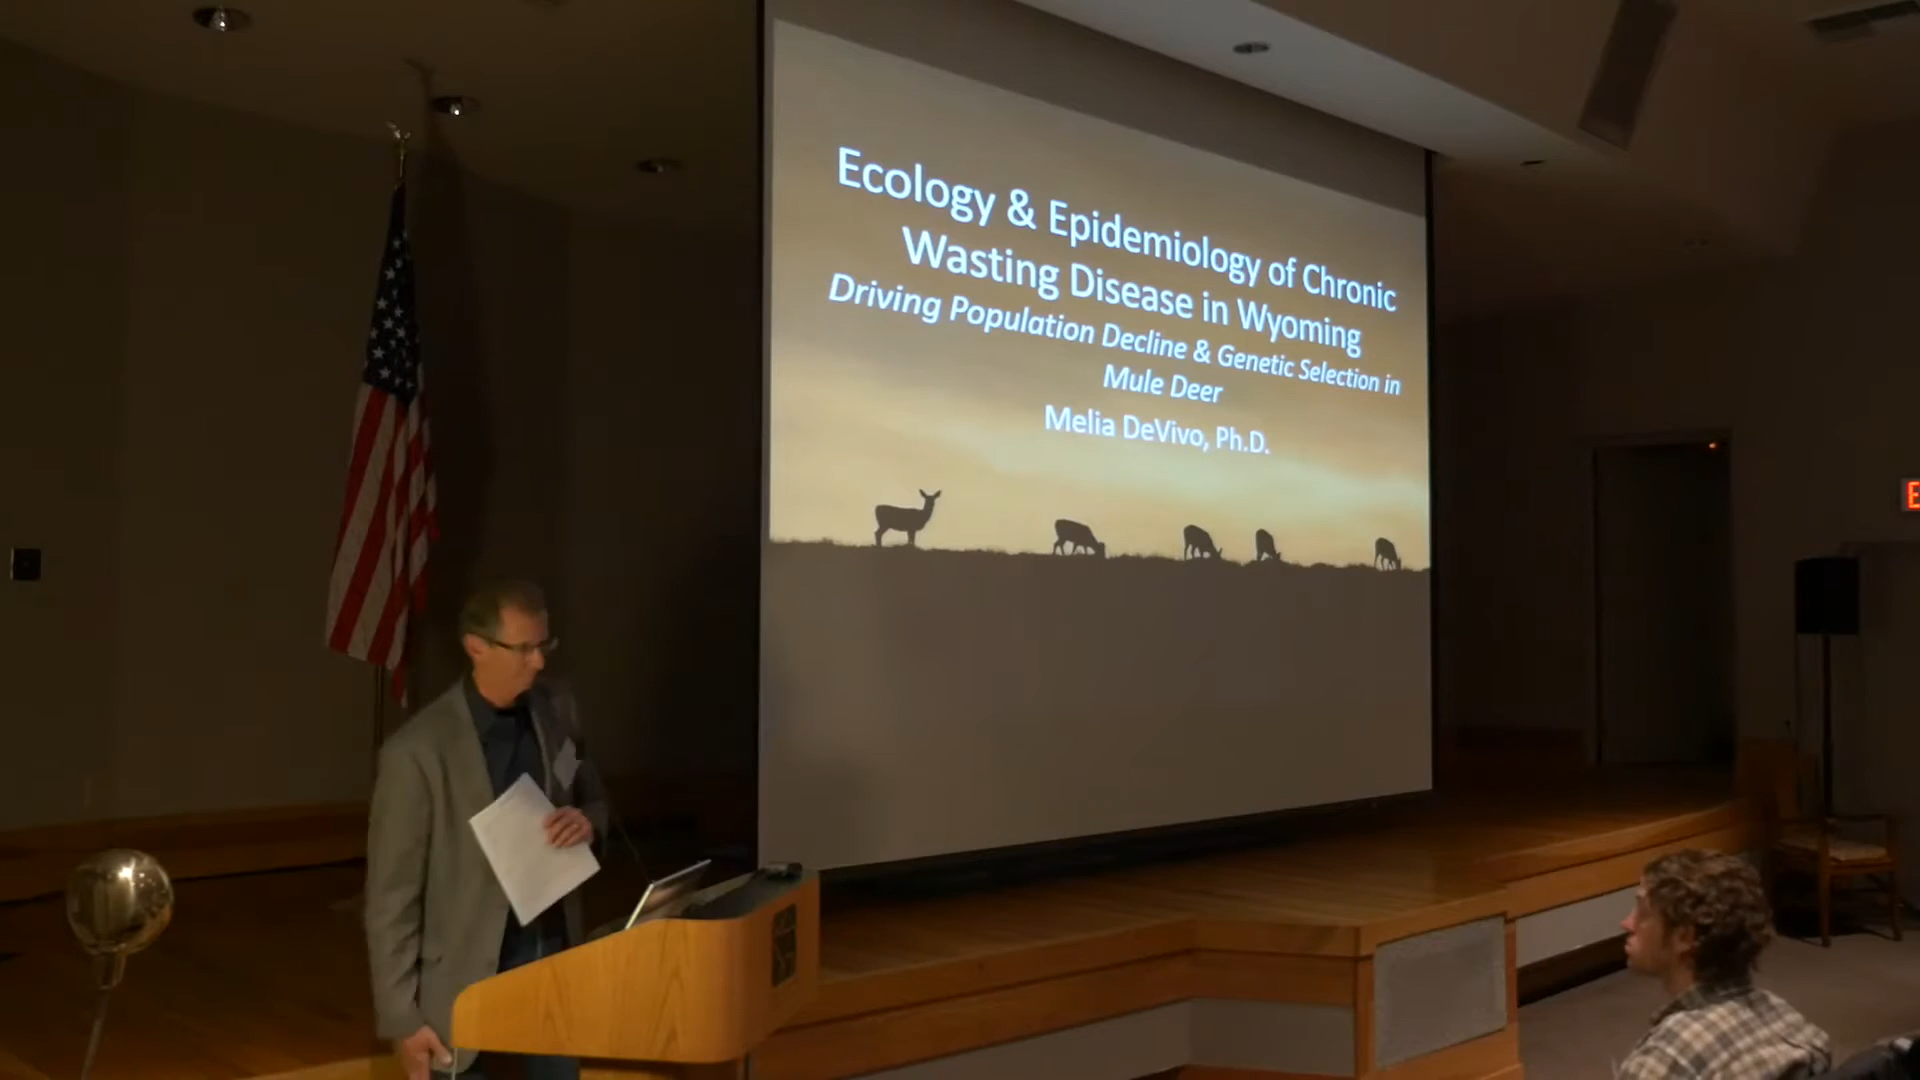 Ecology & Epidemiology of Chronic
Wasting Disease in Wyoming
Driving Population Decline & Genetic Selection in
Mule Deer
Melia DeVivo, Ph.D.
E